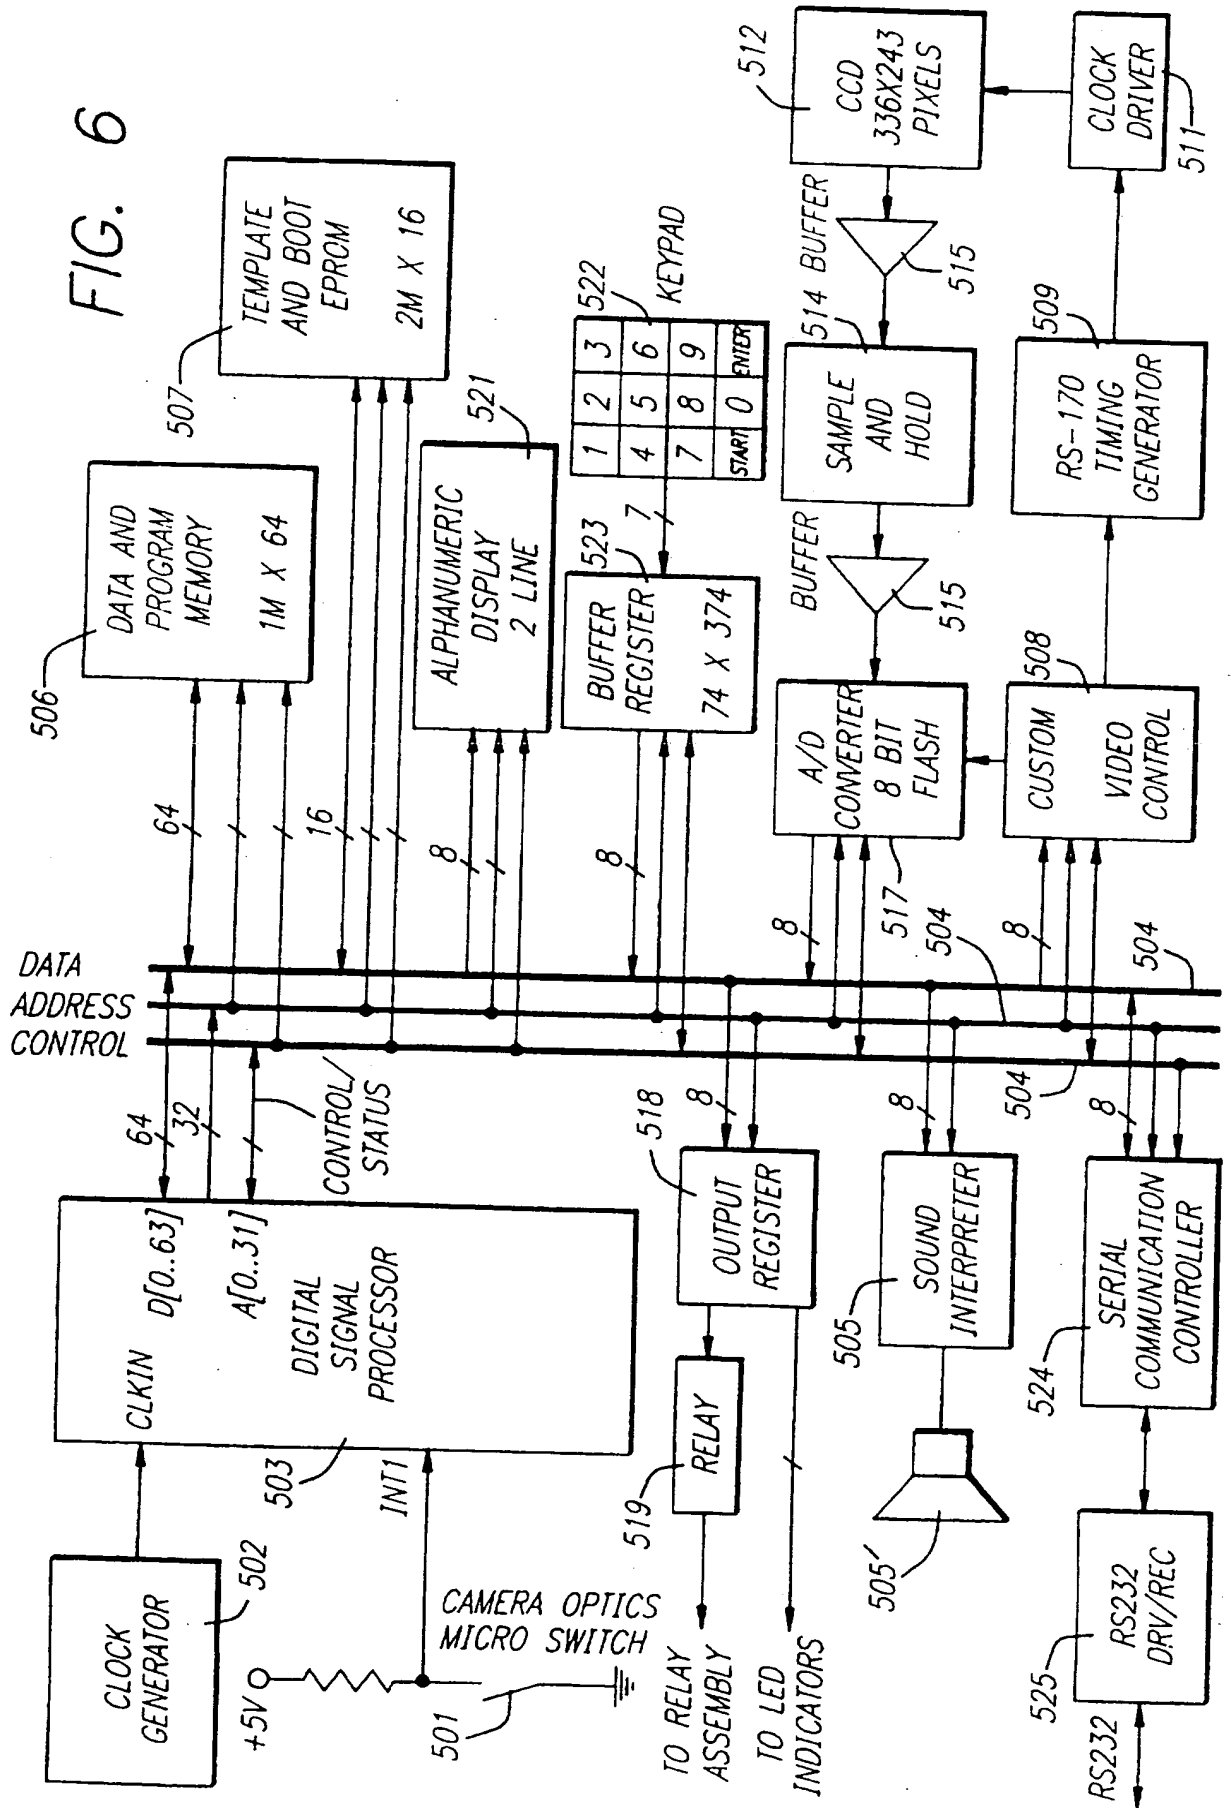 FIG. 6
CLOCK
GENERATOR
502
+5V
501
CAMERA OPTICS
MICRO SWITCH
INT1
503
CLKIN
D[0..63]
A[0..31]
DIGITAL
SIGNAL
PROCESSOR
64
32
CONTROL/
STATUS
DATA
ADDRESS
CONTROL
506
DATA AND
PROGRAM
MEMORY
1M X 64
64
507
TEMPLATE
AND BOOT
EPROM
2M X 16
16
521
ALPHANUMERIC
DISPLAY
2 LINE
8
522
KEYPAD
1 2 3
4 5 6
7 8 9
START 0 ENTER
7
523
BUFFER
REGISTER
74 X 374
8
TO RELAY
ASSEMBLY
TO LED
INDICATORS
519
RELAY
518
OUTPUT
REGISTER
8
505'
505
SOUND
INTERPRETER
8
RS232
525
RS232
DRV/REC
524
SERIAL
COMMUNICATION
CONTROLLER
8
504
504
504
517
A/D
CONVERTER
8 BIT
FLASH
8
BUFFER
515
514
SAMPLE
AND
HOLD
BUFFER
515
512
CCD
336X243
PIXELS
508
CUSTOM
VIDEO
CONTROL
8
509
RS-170
TIMING
GENERATOR
CLOCK
DRIVER
511